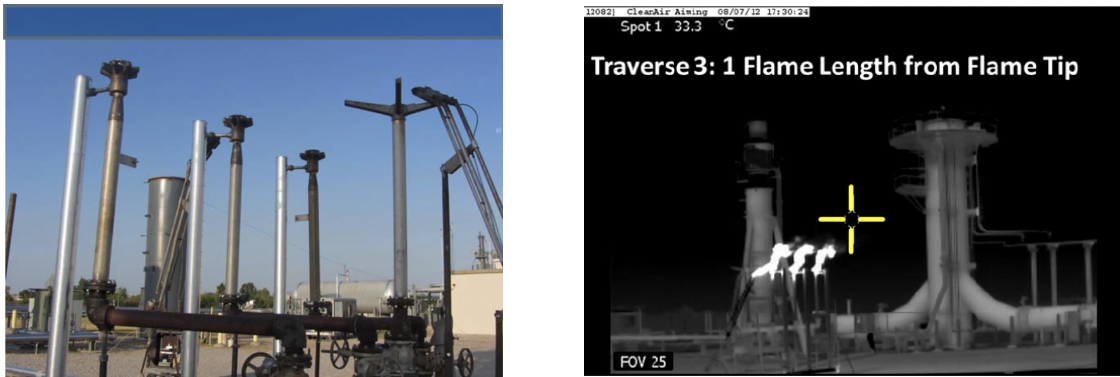 12082] CleanAir Aiming 08/07/12 17:30:24
Spot 1 33.3 °C
Traverse 3: 1 Flame Length from Flame Tip
FOV 25